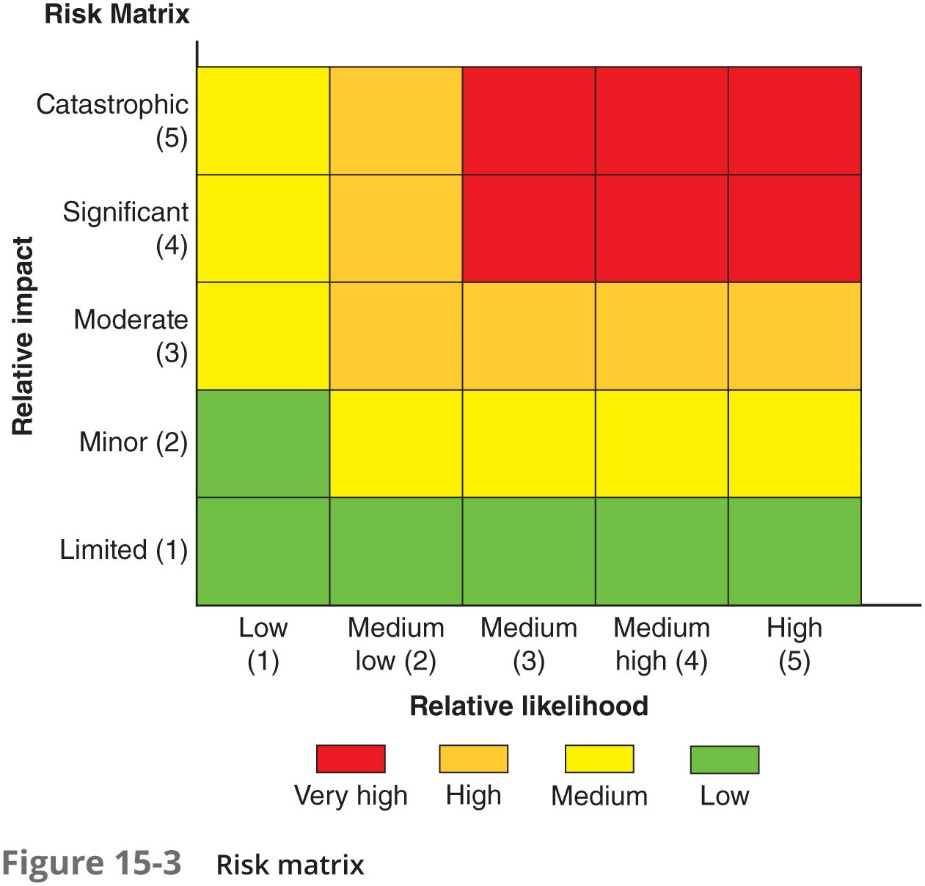 Risk Matrix
Relative impact
Catastrophic
(5)
Significant
(4)
Moderate
(3)
Minor (2)
Limited (1)
Low
(1)
Medium
low (2)
Medium
(3)
Medium
high (4)
High
(5)
Relative likelihood
Very high
High
Medium
Low
Figure 15-3 Risk matrix